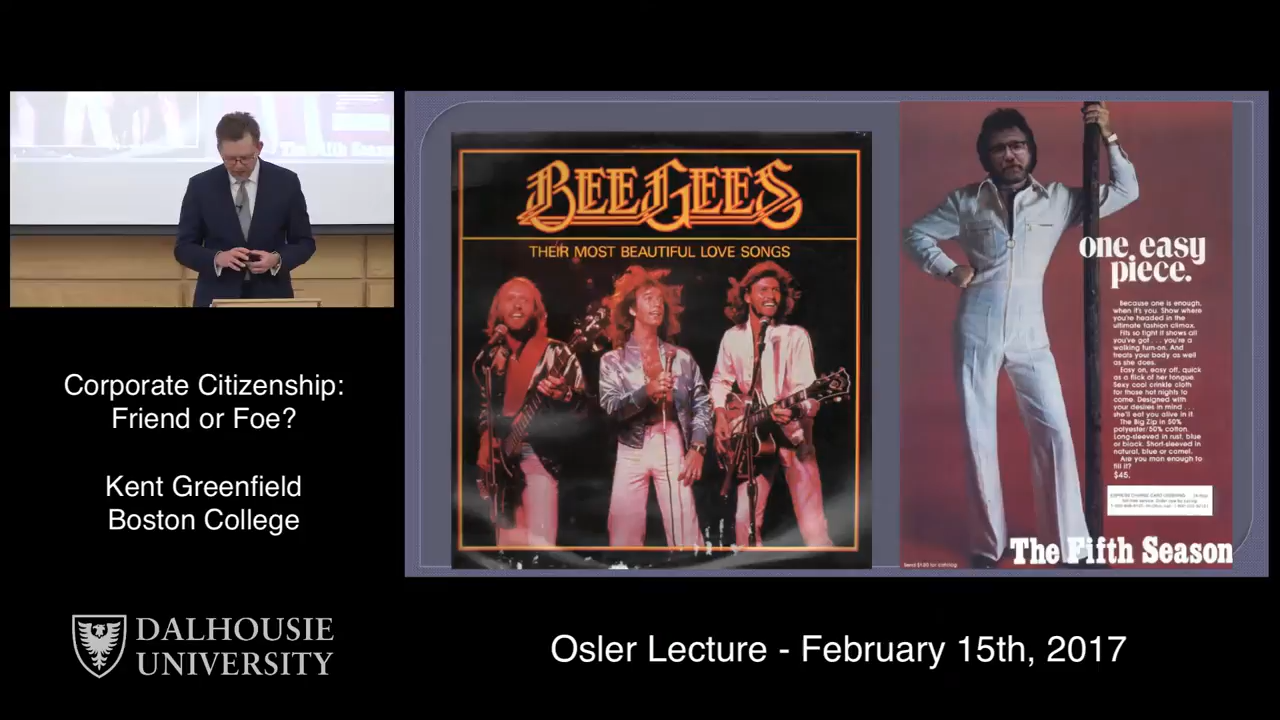 The Fifth Seaso
Corporate Citizenship:
Friend or Foe?
Kent Greenfield
Boston College
DALHOUSIE
UNIVERSITY
BEE GEES
THEIR MOST BEAUTIFUL LOVE SONGS
one easy
piece.
Because one is enough,
when it's you. Show where
you're headed in the
ultimate fashion climax.
Fits so tight it shows all
you've got . . . you're a
walking turn-on. And
treats your body as well
as she does.
Easy on, easy off, quick
as a flick of her tongue.
Sexy cool crinkle cloth
for those hot nights to
come. Designed with
your desires in mind . . .
she'll eat you alive in it.
The Big Zip in 50%
polyester/50% cotton.
Long-sleeved in rust, blue
or black. Short-sleeved in
natural, blue or camel.
Are you man enough to
fill it?
$45.
The Fifth Season
Osler Lecture - February 15th, 2017